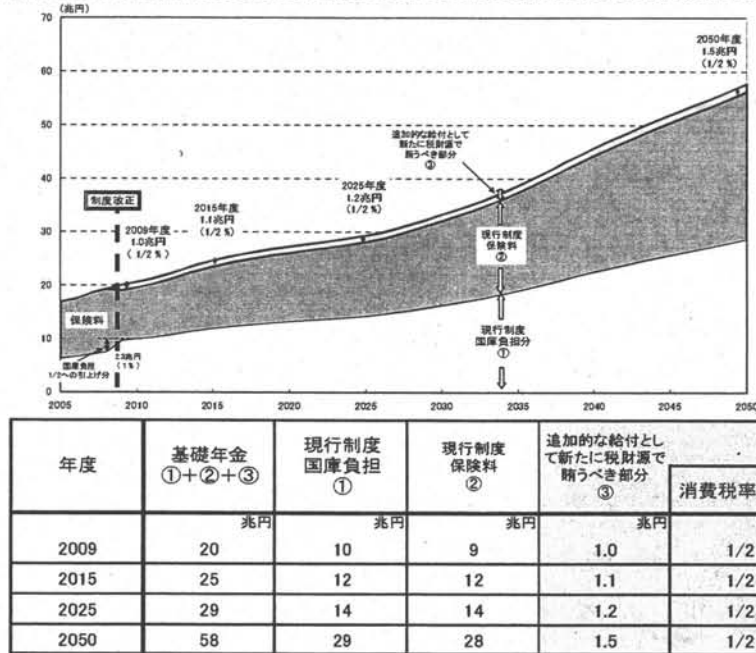 (兆円)
70
60
50
40
30
20
10
0
2050年度
1.5兆円
(1/2%)
追加的な給付として
新たに税財源で
賄うべき部分
③
2025年度
1.2兆円
(1/2%)
2015年度
1.1兆円
(1/2%)
制度改正
2009年度
1.0兆円
(1/2%)
現行制度
保険料
②
保険料
現行制度
国庫負担分
①
国庫負担
1/2への引上げ分
2.3兆円
(1%)
2005 2010 2015 2020 2025 2030 2035 2040 2045 2050
年度 基礎年金 ①+②+③ 現行制度 国庫負担 ① 現行制度 保険料 ② 追加的な給付として新たに税財源で賄うべき部分 ③ 消費税率
兆円 兆円 兆円 兆円
2009 20 10 9 1.0 1/2
2015 25 12 12 1.1 1/2
2025 29 14 14 1.2 1/2
2050 58 29 28 1.5 1/2